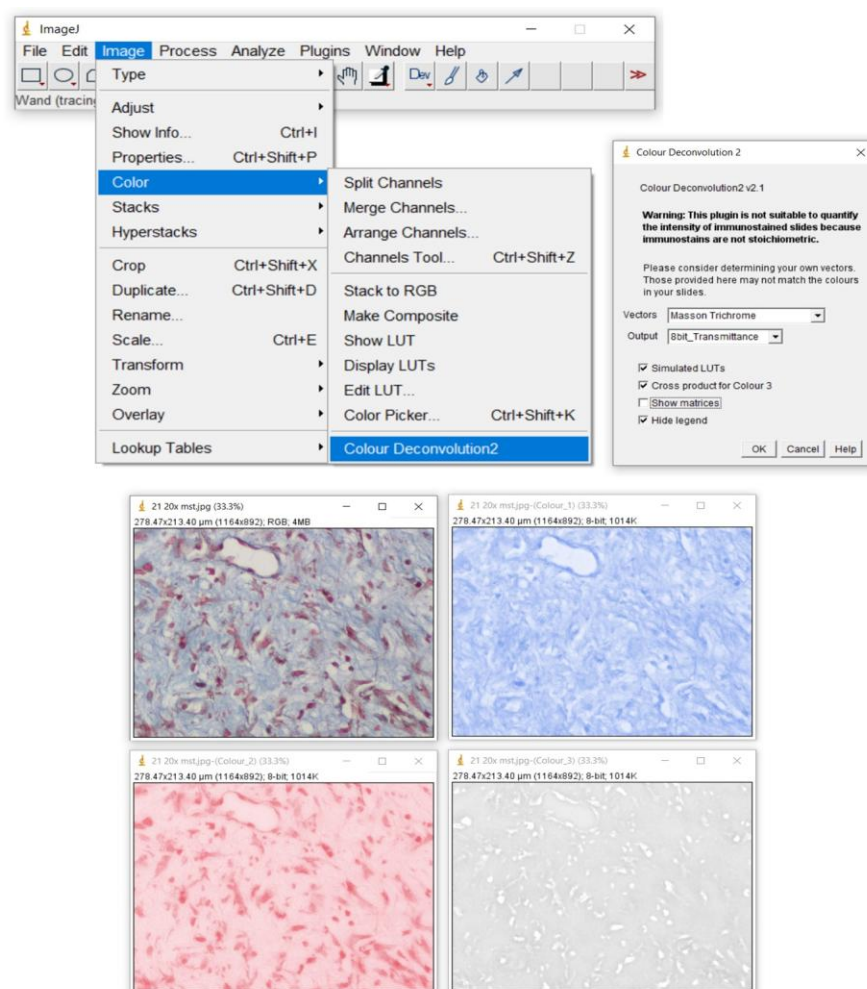 ImageJ
File Edit Image Process Analyze Plugins Window Help
Dev
>>
Wand (tracing
Type
Adjust
Show Info... Ctrl+I
Properties... Ctrl+Shift+P
Color
Stacks
Hyperstacks
Crop Ctrl+Shift+X
Duplicate... Ctrl+Shift+D
Rename...
Scale... Ctrl+E
Transform
Zoom
Overlay
Lookup Tables
Split Channels
Merge Channels...
Arrange Channels...
Channels Tool... Ctrl+Shift+Z
Stack to RGB
Make Composite
Show LUT
Display LUTs
Edit LUT...
Color Picker... Ctrl+Shift+K
Colour Deconvolution2
Colour Deconvolution 2
Colour Deconvolution2 v2.1
Warning: This plugin is not suitable to quantify
the intensity of immunostained slides because
immunostains are not stoichiometric.
Please consider determining your own vectors.
Those provided here may not match the colours
in your slides.
Vectors Masson Trichrome
Output 8bit_Transmittance
Simulated LUTs
Cross product for Colour 3
Show matrices
Hide legend
OK Cancel Help
21 20x mst.jpg (33.3%)
278.47x213.40 µm (1164x892); RGB; 4MB
21 20x mst.jpg-(Colour_1) (33.3%)
278.47x213.40 µm (1164x892); 8-bit; 1014K
21 20x mst.jpg-(Colour_2) (33.3%)
278.47x213.40 µm (1164x892); 8-bit; 1014K
21 20x mst.jpg-(Colour_3) (33.3%)
278.47x213.40 µm (1164x892); 8-bit; 1014K